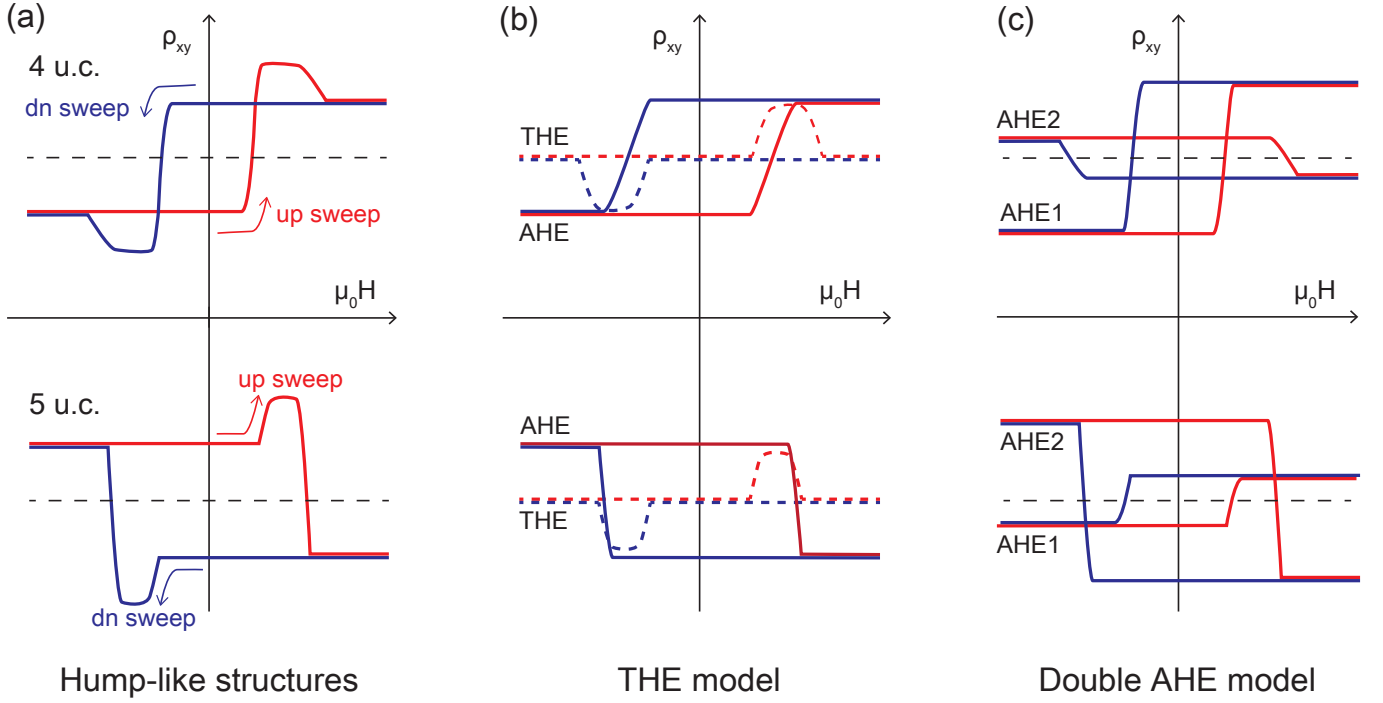 (a)
ρxy
4 u.c.
dn sweep
up sweep
μ0H
5 u.c.
up sweep
dn sweep
Hump-like structures
(b)
ρxy
THE
AHE
μ0H
AHE
THE
THE model
(c)
ρxy
AHE2
AHE1
μ0H
AHE2
AHE1
Double AHE model